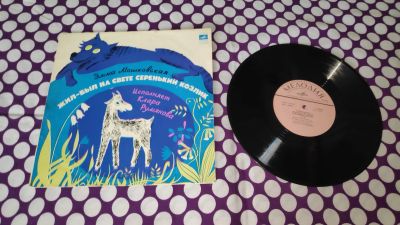 Эмма Мошковская
ЖИЛ-БЫЛ НА СВЕТЕ СЕРЕНЬКИЙ КОЗЛИК
Исполняет
Клара
Румянова
МЕЛОДИЯ